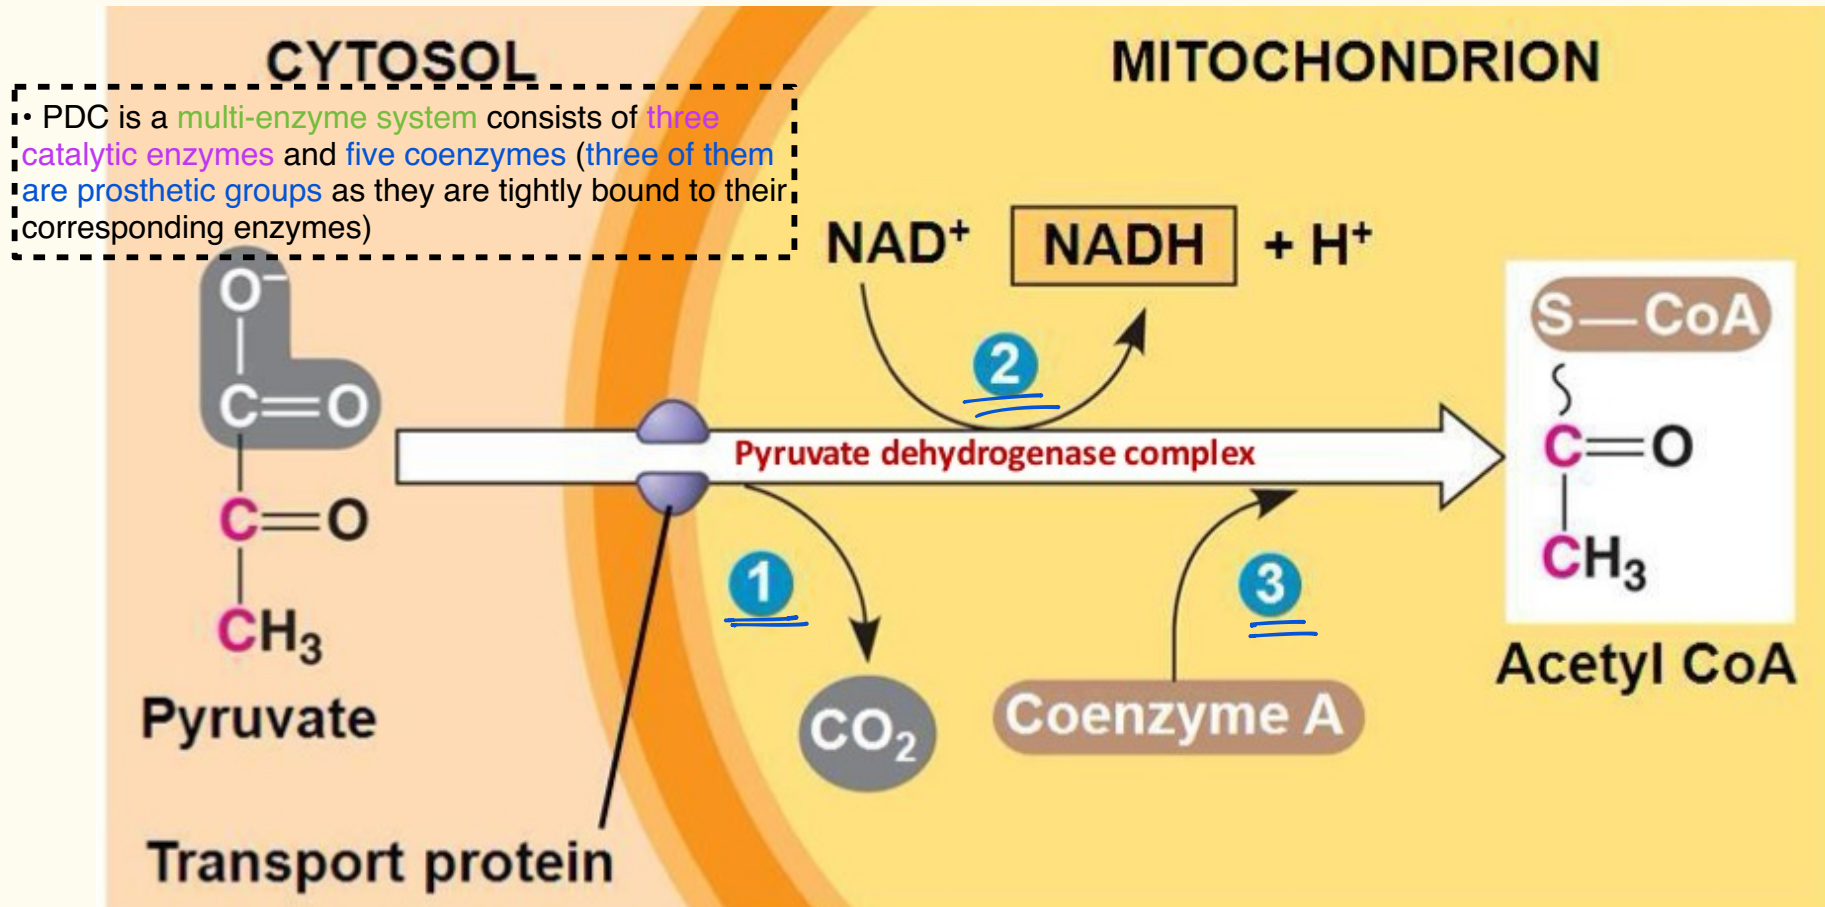 CYTOSOL
MITOCHONDRION
• PDC is a multi-enzyme system consists of three
catalytic enzymes and five coenzymes (three of them
are prosthetic groups as they are tightly bound to their
corresponding enzymes)
NAD⁺ NADH + H⁺
O⁻
C=O
C=O
CH₃
Pyruvate
2
Pyruvate dehydrogenase complex
1
3
CO₂
Coenzyme A
S—CoA
C=O
CH₃
Acetyl CoA
Transport protein